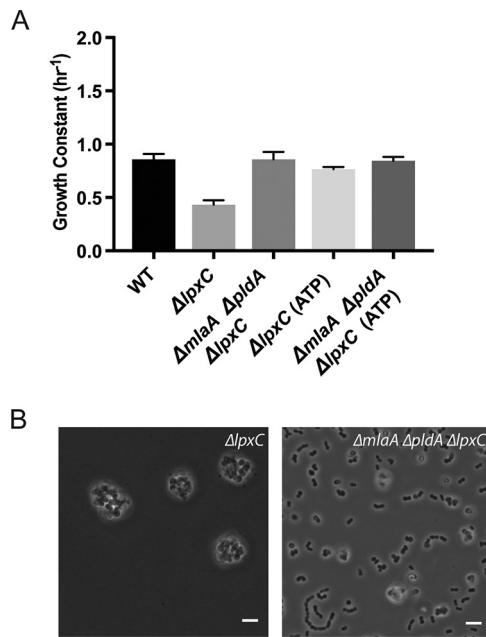 A
Growth Constant (hr-1)
2.0
1.5
1.0
0.5
0.0
WT
ΔlpxC
ΔmlaA ΔpldA
ΔlpxC
ΔlpxC (ATP)
ΔmlaA ΔpldA
ΔlpxC (ATP)
B
ΔlpxC
ΔmlaA ΔpldA ΔlpxC